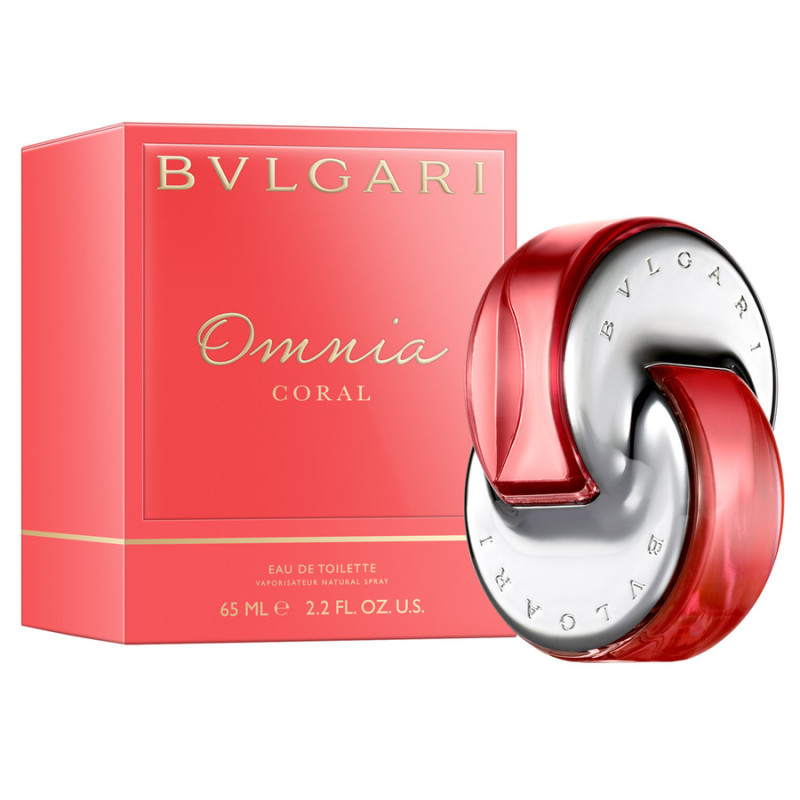 BVLGARI
Omnia
CORAL
EAU DE TOILETTE
VAPORISATEUR NATURAL SPRAY
65 ML ℮ 2.2 FL. OZ. U.S.
BVLGARI
BVLGARI